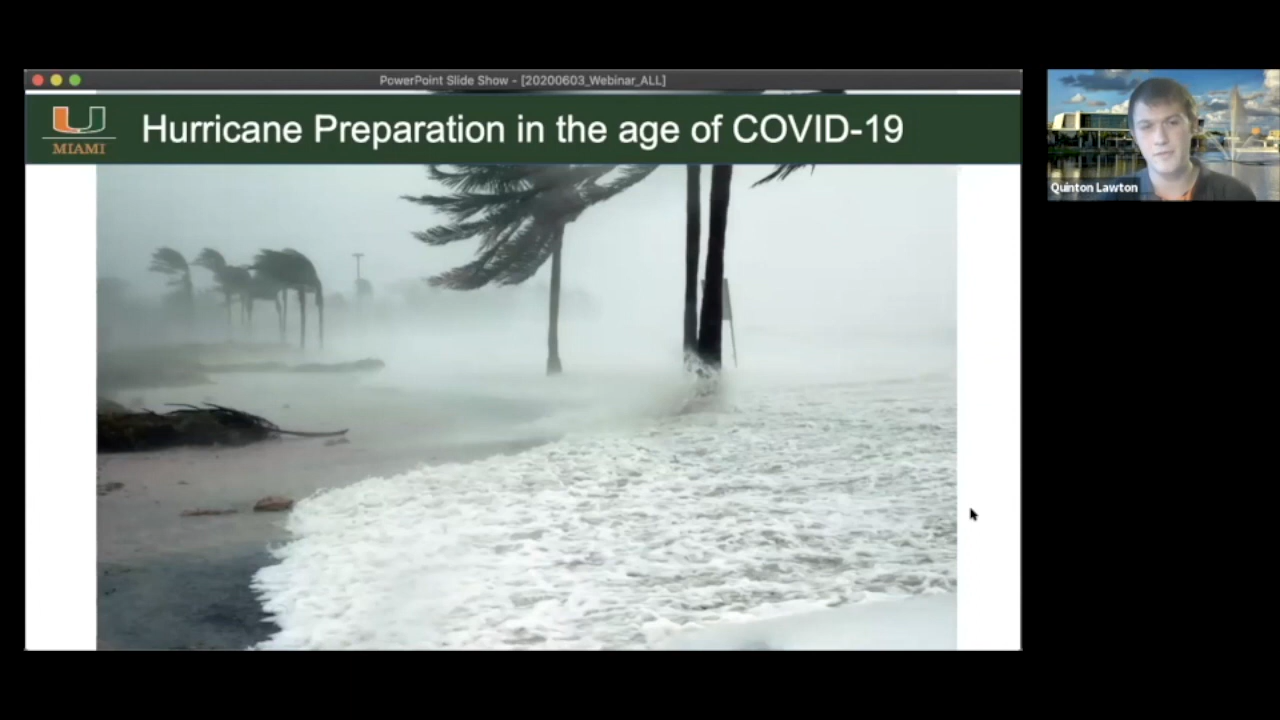 PowerPoint Slide Show - [20200603_Webinar_ALL]
MIAMI
Hurricane Preparation in the age of COVID-19
Quinton Lawton